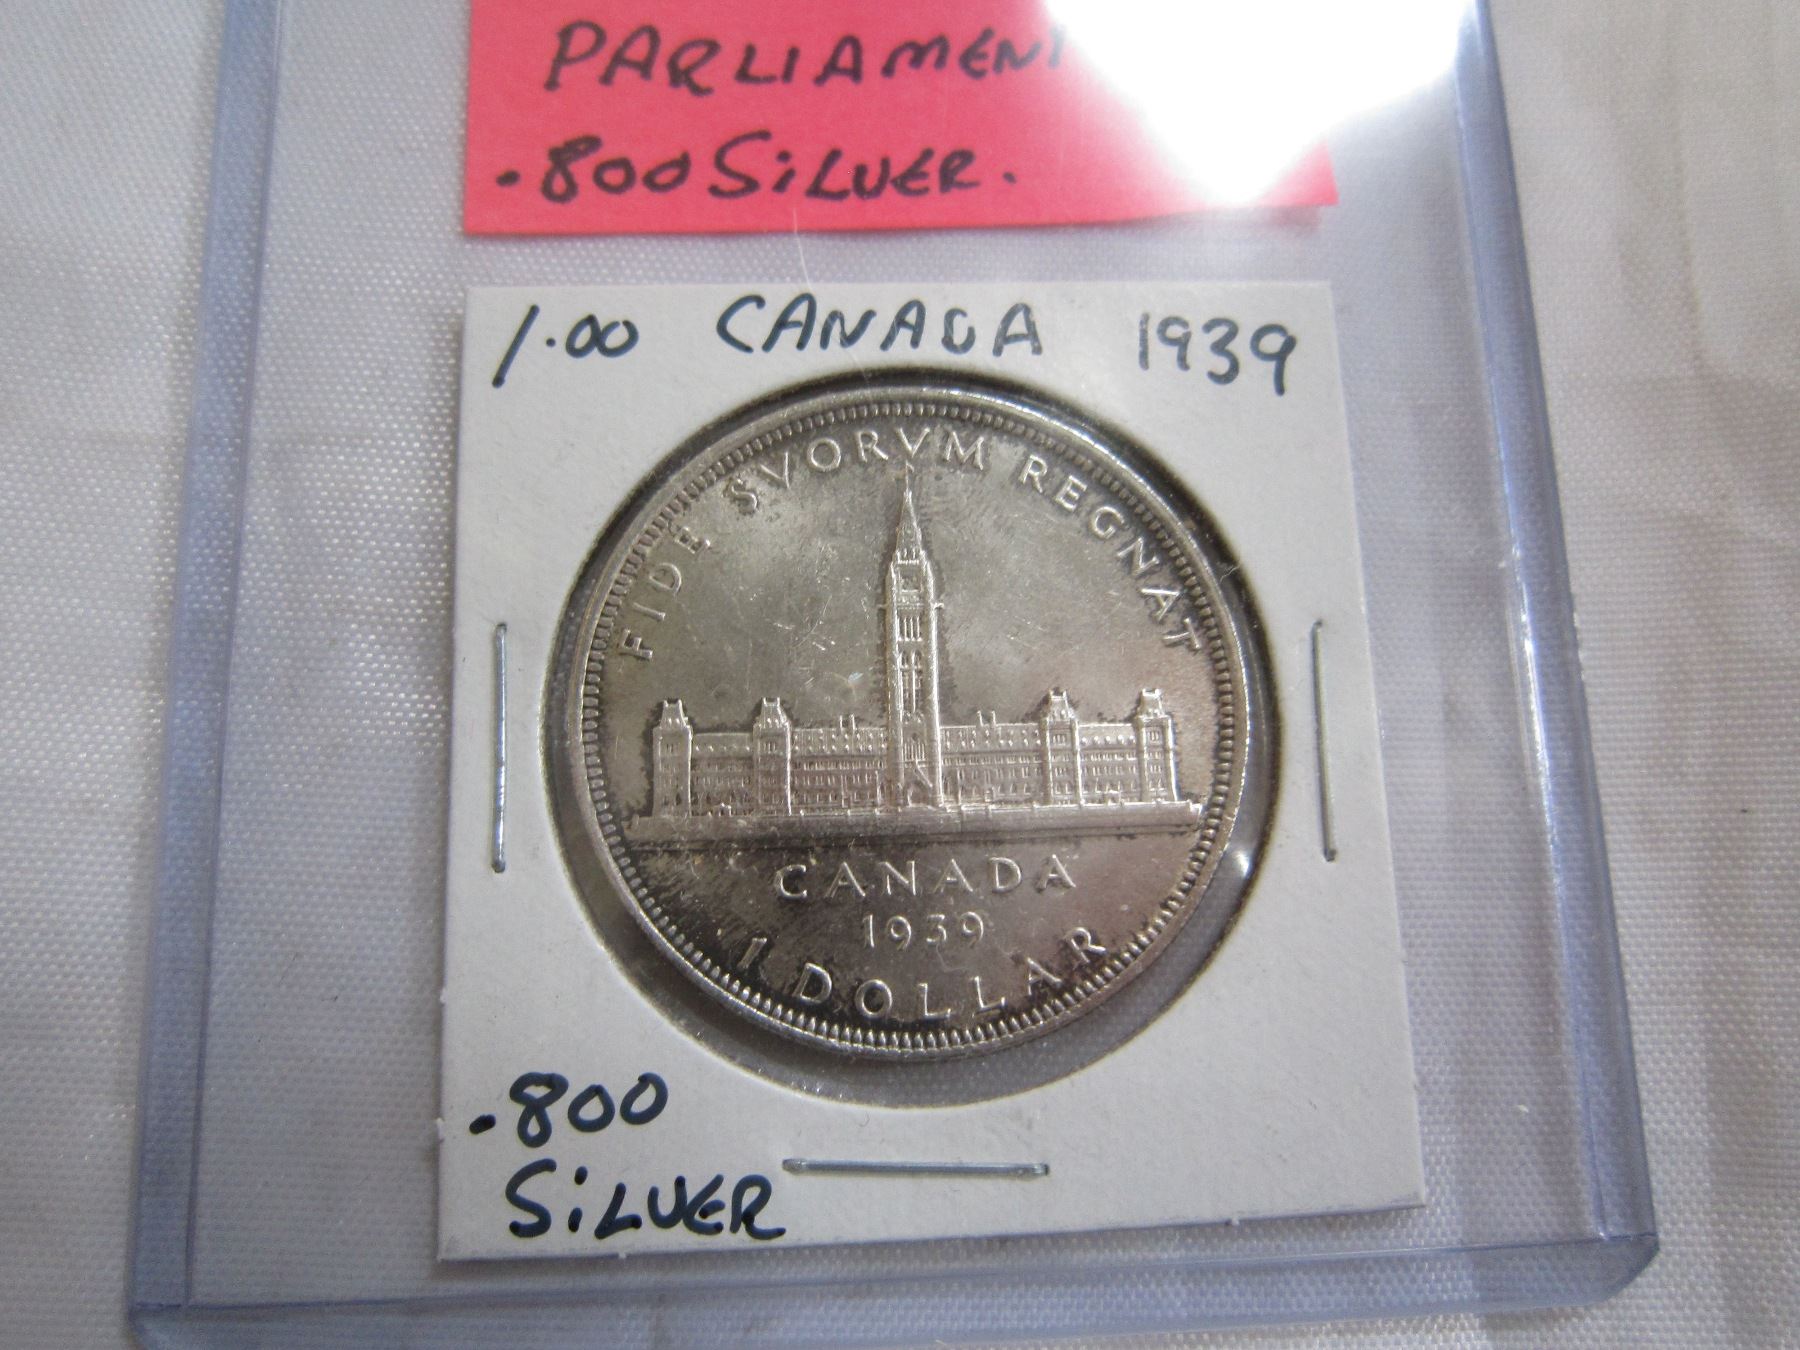 PARLIAMENT
.800 SiLVER.
1.00 CANADA 1939
FIDE SVORVM REGNAT
CANADA
1939
1 DOLLAR
.800
SiLVER